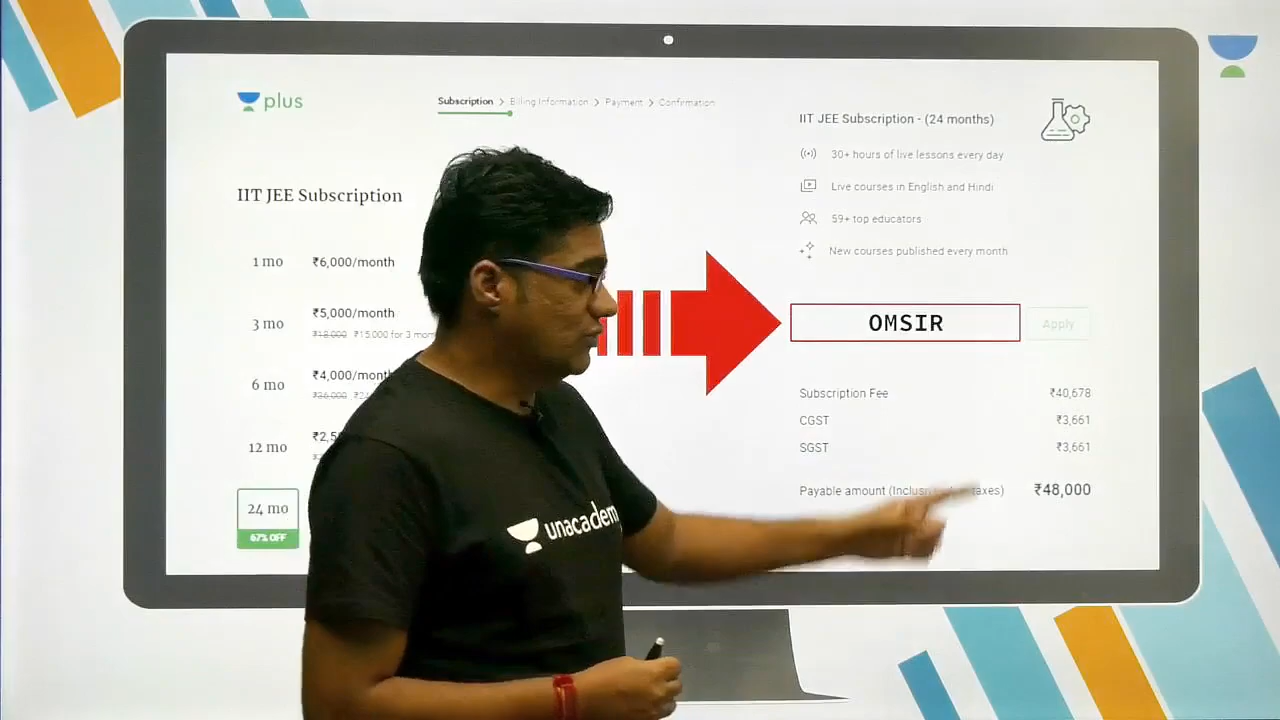 plus
Subscription > Billing Information > Payment > Confirmation
IIT JEE Subscription
1 mo ₹6,000/month
3 mo ₹5,000/month
₹18,000 ₹15,000 for 3
6 mo ₹4,000/month
₹36,000
12 mo
24 mo
67% OFF
IIT JEE Subscription - (24 months)
30+ hours of live lessons every day
Live courses in English and Hindi
59+ top educators
New courses published every month
OMSIR
Apply
Subscription Fee ₹40,678
CGST ₹3,661
SGST ₹3,661
Payable amount ₹48,000
unacadem